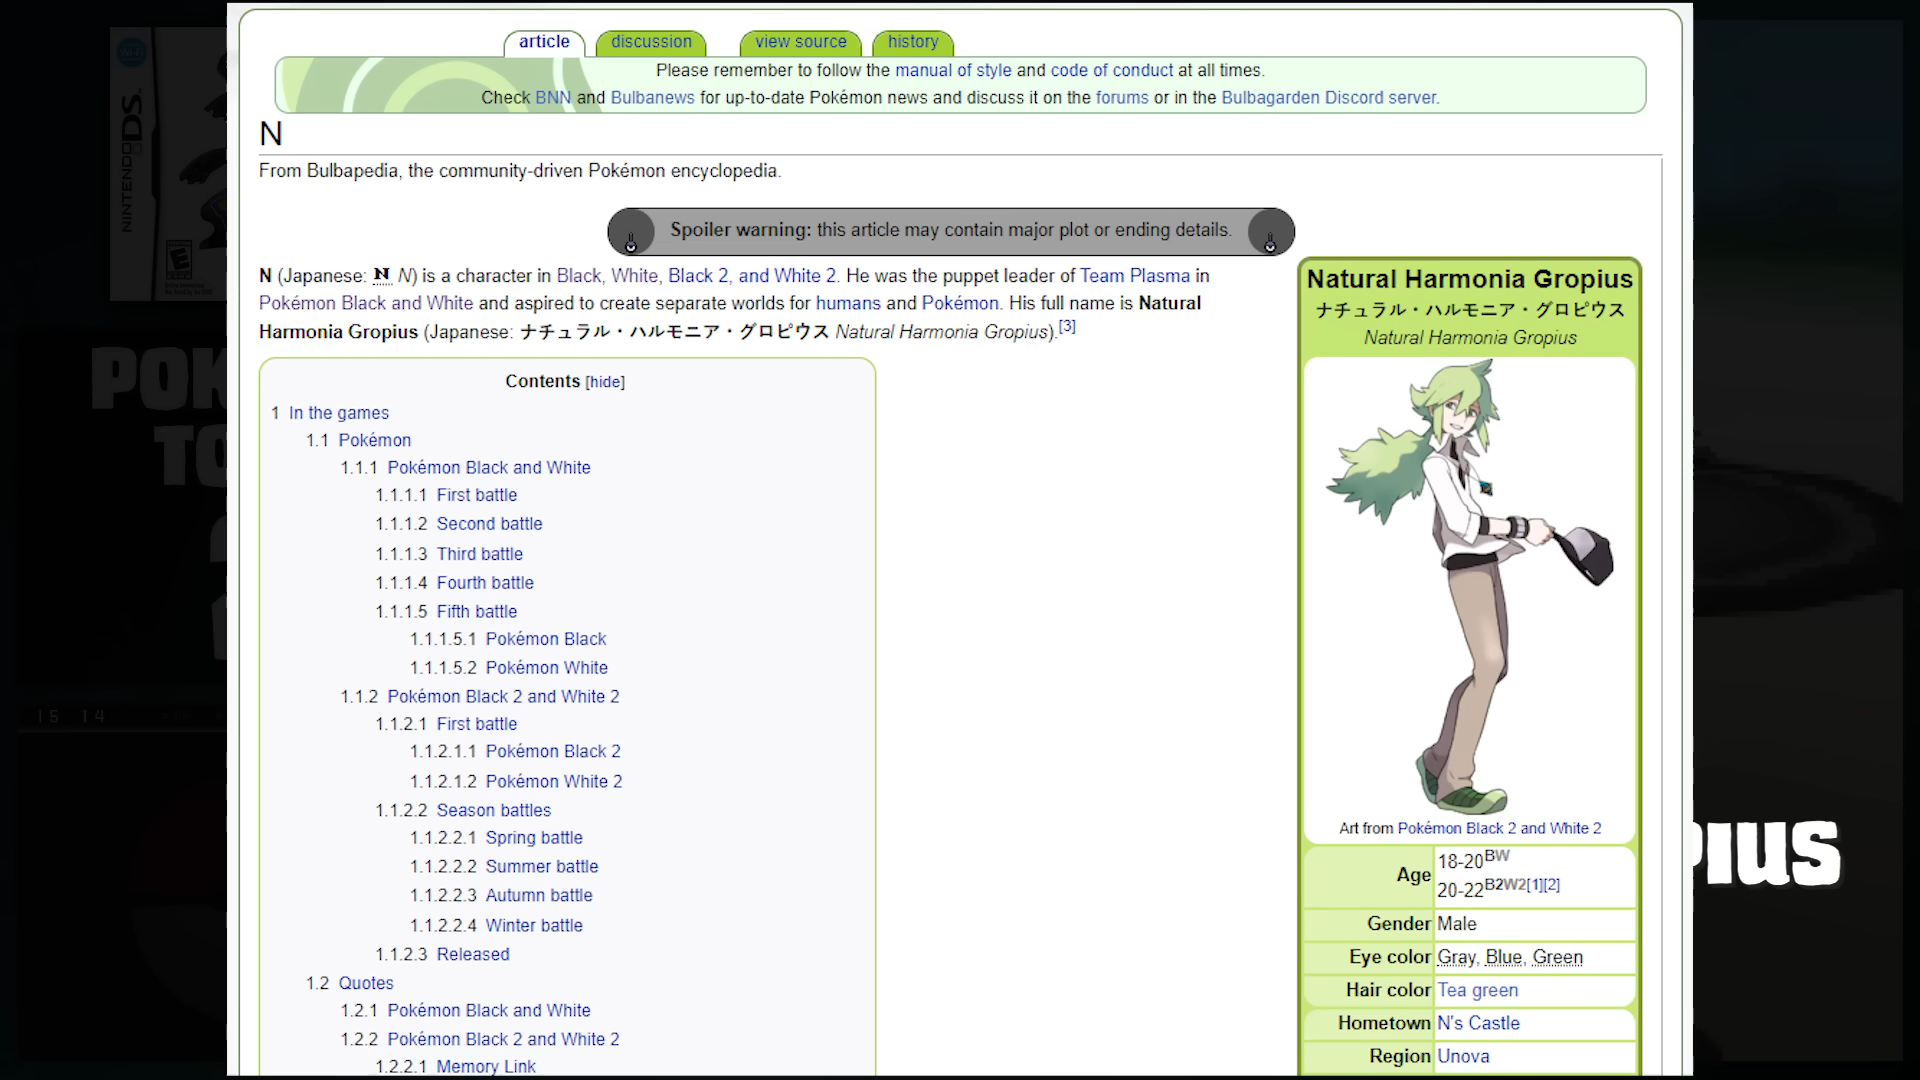 article
discussion
view source
history
Please remember to follow the manual of style and code of conduct at all times.
Check BNN and Bulbanews for up-to-date Pokémon news and discuss it on the forums or in the Bulbagarden Discord server.
N
From Bulbapedia, the community-driven Pokémon encyclopedia.
Spoiler warning: this article may contain major plot or ending details.
N (Japanese: N N) is a character in Black, White, Black 2, and White 2. He was the puppet leader of Team Plasma in
Pokémon Black and White and aspired to create separate worlds for humans and Pokémon. His full name is Natural
Harmonia Gropius (Japanese: ナチュラル・ハルモニア・グロピウス Natural Harmonia Gropius).[3]
Contents [hide]
1 In the games
1.1 Pokémon
1.1.1 Pokémon Black and White
1.1.1.1 First battle
1.1.1.2 Second battle
1.1.1.3 Third battle
1.1.1.4 Fourth battle
1.1.1.5 Fifth battle
1.1.1.5.1 Pokémon Black
1.1.1.5.2 Pokémon White
1.1.2 Pokémon Black 2 and White 2
1.1.2.1 First battle
1.1.2.1.1 Pokémon Black 2
1.1.2.1.2 Pokémon White 2
1.1.2.2 Season battles
1.1.2.2.1 Spring battle
1.1.2.2.2 Summer battle
1.1.2.2.3 Autumn battle
1.1.2.2.4 Winter battle
1.1.2.3 Released
1.2 Quotes
1.2.1 Pokémon Black and White
1.2.2 Pokémon Black 2 and White 2
1.2.2.1 Memory Link
Natural Harmonia Gropius
ナチュラル・ハルモニア・グロピウス
Natural Harmonia Gropius
Art from Pokémon Black 2 and White 2
Age 18-20BW
20-22B2W2[1][2]
Gender Male
Eye color Gray, Blue, Green
Hair color Tea green
Hometown N's Castle
Region Unova
NINTENDO DS
E
POK
TO
15 14
PIUS